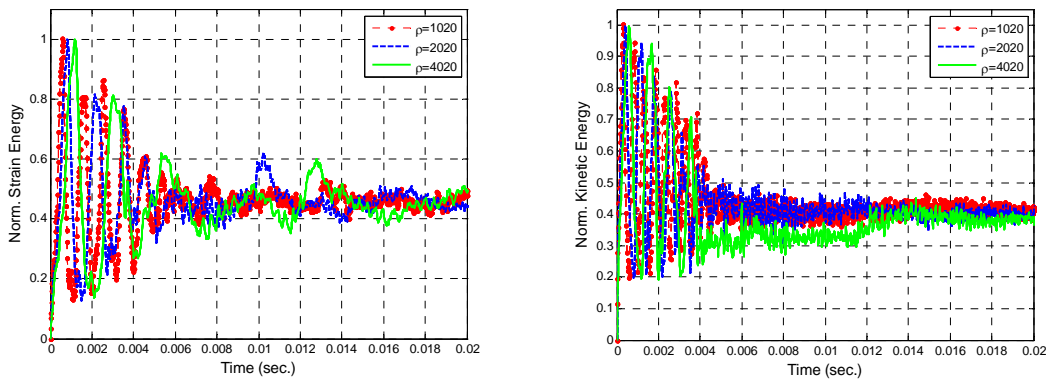 1
0.8
0.6
0.4
0.2
0
Norm. Strain Energy
0 0.002 0.004 0.006 0.008 0.01 0.012 0.014 0.016 0.018 0.02
Time (sec.)
ρ=1020
ρ=2020
ρ=4020
1
0.9
0.8
0.7
0.6
0.5
0.4
0.3
0.2
0.1
0
Norm. Kinetic Energy
0 0.002 0.004 0.006 0.008 0.01 0.012 0.014 0.016 0.018 0.02
Time (sec.)
ρ=1020
ρ=2020
ρ=4020